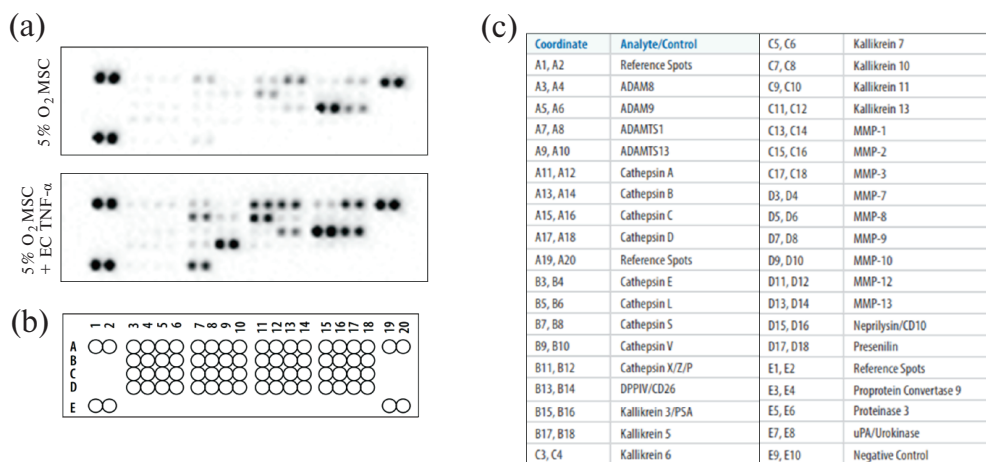 (a)
5% O₂ MSC
5% O₂ MSC
+ EC TNF-α
(b)
1 2 3 4 5 6 7 8 9 10 11 12 13 14 15 16 17 18 19 20
A
B
C
D
E
(c)
Coordinate Analyte/Control C5, C6 Kallikrein 7
A1, A2 Reference Spots C7, C8 Kallikrein 10
A3, A4 ADAM8 C9, C10 Kallikrein 11
A5, A6 ADAM9 C11, C12 Kallikrein 13
A7, A8 ADAMTS1 C13, C14 MMP-1
A9, A10 ADAMTS13 C15, C16 MMP-2
A11, A12 Cathepsin A C17, C18 MMP-3
A13, A14 Cathepsin B D3, D4 MMP-7
A15, A16 Cathepsin C D5, D6 MMP-8
A17, A18 Cathepsin D D7, D8 MMP-9
A19, A20 Reference Spots D9, D10 MMP-10
B3, B4 Cathepsin E D11, D12 MMP-12
B5, B6 Cathepsin L D13, D14 MMP-13
B7, B8 Cathepsin S D15, D16 Neprilysin/CD10
B9, B10 Cathepsin V D17, D18 Presenilin
B11, B12 Cathepsin X/Z/P E1, E2 Reference Spots
B13, B14 DPPIV/CD26 E3, E4 Proprotein Convertase 9
B15, B16 Kallikrein 3/PSA E5, E6 Proteinase 3
B17, B18 Kallikrein 5 E7, E8 uPA/Urokinase
C3, C4 Kallikrein 6 E9, E10 Negative Control